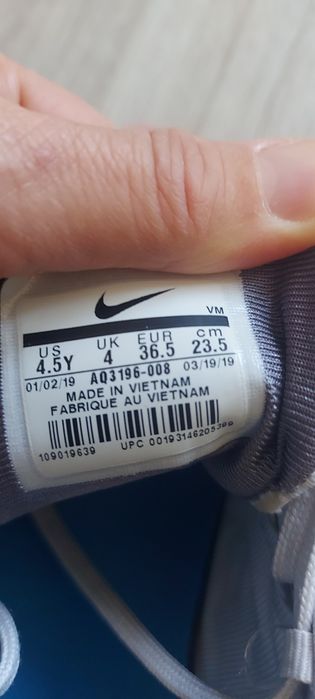 VM
US UK EUR cm
4.5Y 4 36.5 23.5
01/02/19 AQ3196-008 03/19/19
MADE IN VIETNAM
FABRIQUE AU VIETNAM
109019639 UPC